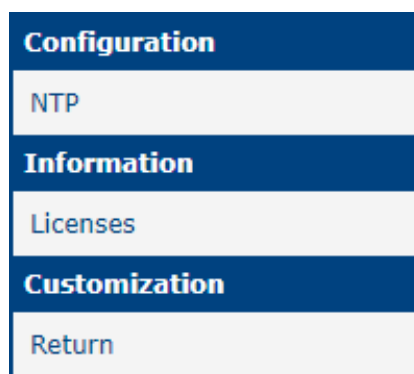 Configuration
NTP
Information
Licenses
Customization
Return